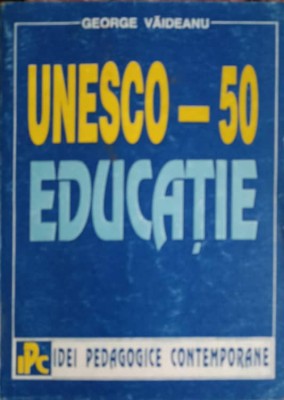 GEORGE VĂIDEANU
UNESCO – 50
EDUCAȚIE
iPC IDEI PEDAGOGICE CONTEMPORANE